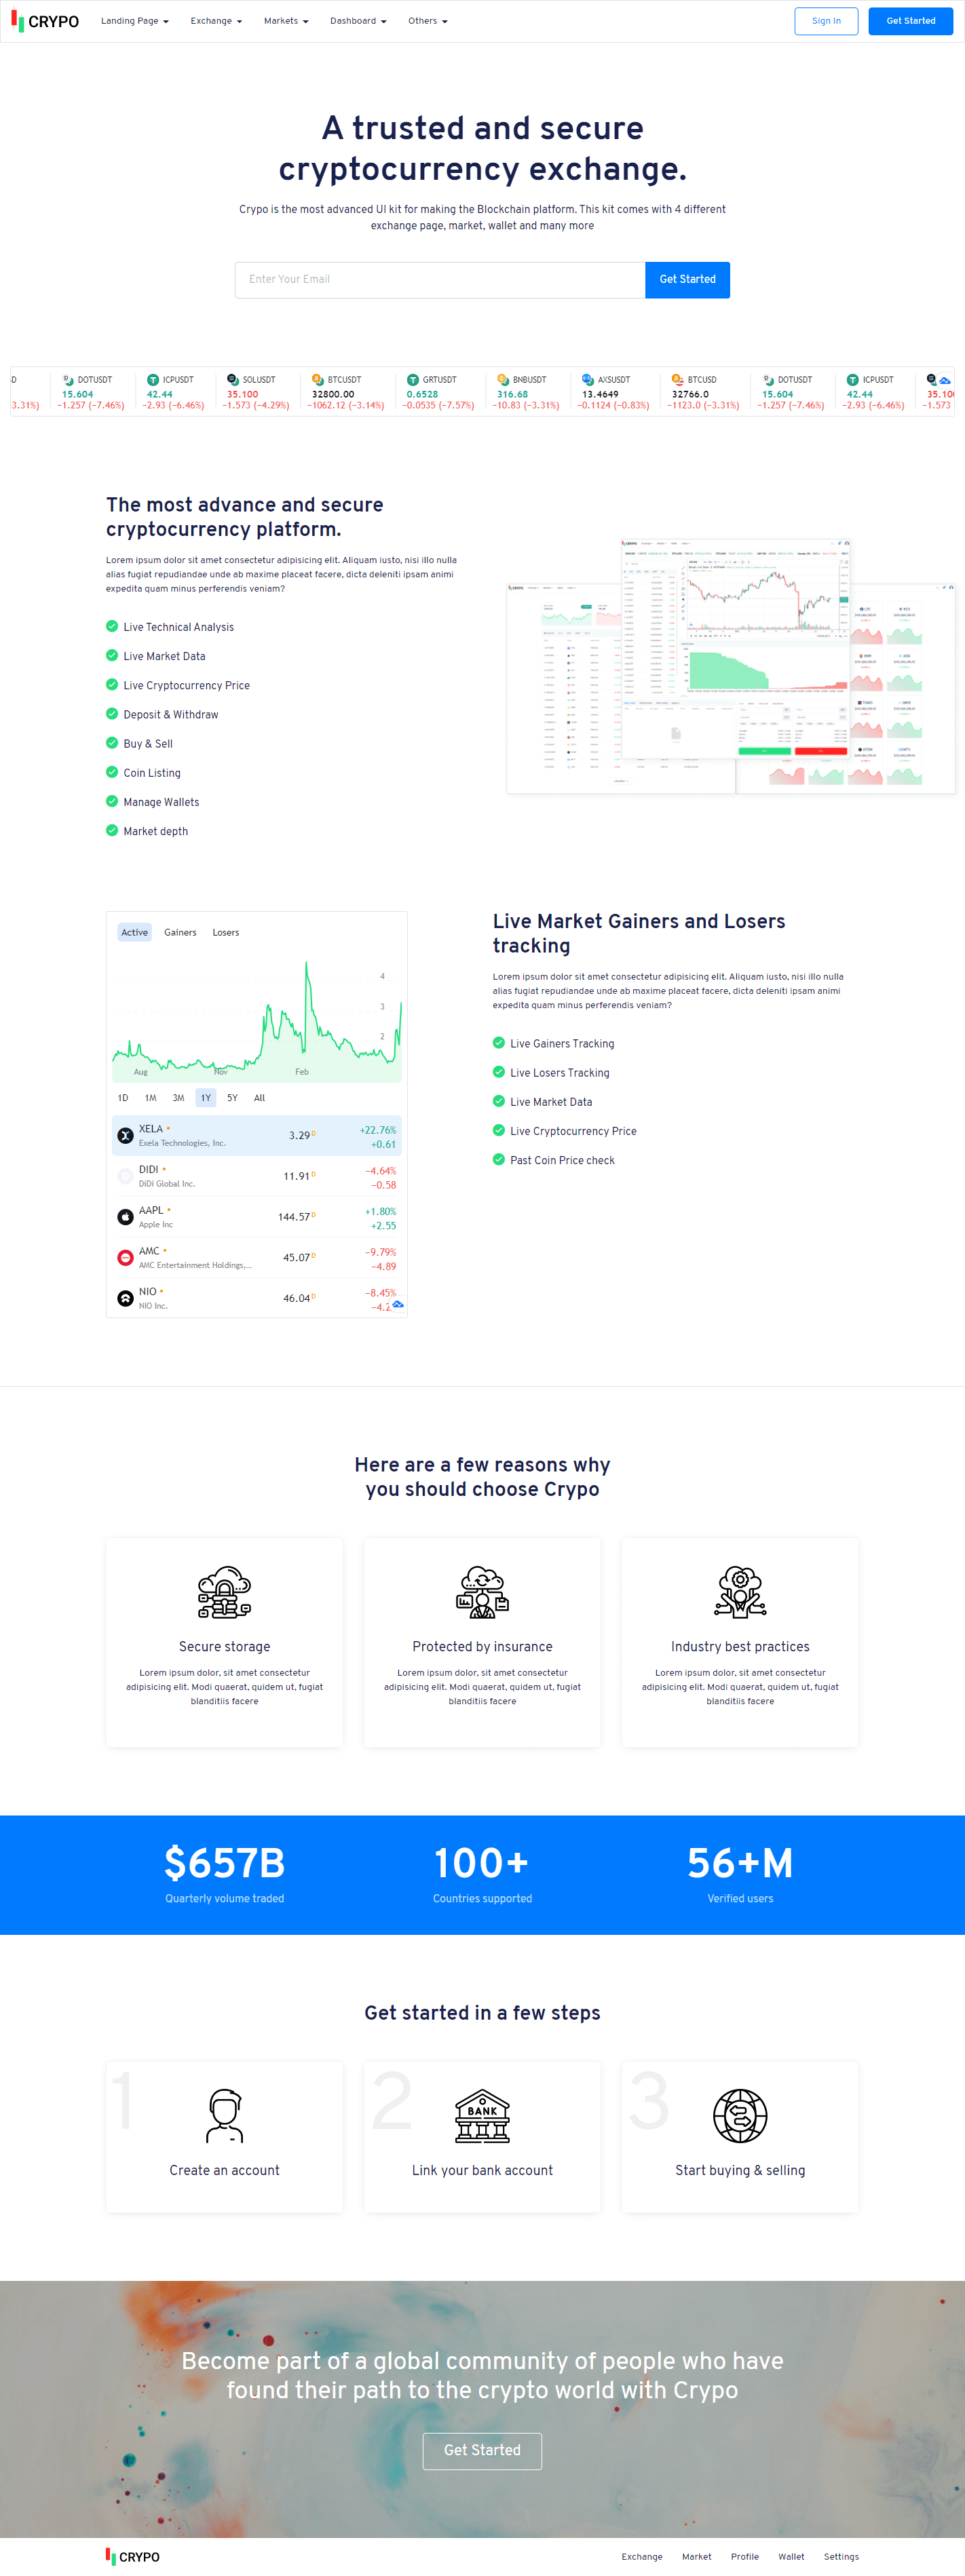 CRYPO
Landing Page
Exchange
Markets
Dashboard
Others
Sign In
Get Started
A trusted and secure
cryptocurrency exchange.
Crypo is the most advanced UI kit for making the Blockchain platform. This kit comes with 4 different
exchange page, market, wallet and many more
Enter Your Email
Get Started
DOTUSDT
15.604
−1.257 (−7.46%)
ICPUSDT
42.44
−2.93 (−6.46%)
SOLUSDT
35.100
−1.573 (−4.29%)
BTCUSDT
32800.00
−1062.12 (−3.14%)
GRTUSDT
0.6528
−0.0535 (−7.57%)
BNBUSDT
316.68
−10.83 (−3.31%)
AXSUSDT
13.4649
−0.1124 (−0.83%)
BTCUSD
32766.0
−1123.0 (−3.31%)
DOTUSDT
15.604
−1.257 (−7.46%)
ICPUSDT
42.44
−2.93 (−6.46%)
−1.573
The most advance and secure
cryptocurrency platform.
Lorem ipsum dolor sit amet consectetur adipisicing elit. Aliquam iusto, nisi illo nulla
alias fugiat repudiandae unde ab maxime placeat facere, dicta deleniti ipsam animi
expedita quam minus perferendis veniam?
Live Technical Analysis
Live Market Data
Live Cryptocurrency Price
Deposit & Withdraw
Buy & Sell
Coin Listing
Manage Wallets
Market depth
Active
Gainers
Losers
4
3
2
Aug
Nov
Feb
1D
1M
3M
1Y
5Y
All
XELA
Exela Technologies, Inc.
3.29 D
+22.76%
+0.61
DIDI
DiDi Global Inc.
11.91 D
−4.64%
−0.58
AAPL
Apple Inc
144.57 D
+1.80%
+2.55
AMC
AMC Entertainment Holdings,...
45.07 D
−9.79%
−4.89
NIO
NIO Inc.
46.04 D
−8.45%
Live Market Gainers and Losers
tracking
Lorem ipsum dolor sit amet consectetur adipisicing elit. Aliquam iusto, nisi illo nulla
alias fugiat repudiandae unde ab maxime placeat facere, dicta deleniti ipsam animi
expedita quam minus perferendis veniam?
Live Gainers Tracking
Live Losers Tracking
Live Market Data
Live Cryptocurrency Price
Past Coin Price check
Here are a few reasons why
you should choose Crypo
Secure storage
Lorem ipsum dolor, sit amet consectetur
adipisicing elit. Modi quaerat, quidem ut, fugiat
blanditiis facere
Protected by insurance
Lorem ipsum dolor, sit amet consectetur
adipisicing elit. Modi quaerat, quidem ut, fugiat
blanditiis facere
Industry best practices
Lorem ipsum dolor, sit amet consectetur
adipisicing elit. Modi quaerat, quidem ut, fugiat
blanditiis facere
$657B
Quarterly volume traded
100+
Countries supported
56+M
Verified users
Get started in a few steps
1
Create an account
2
BANK
Link your bank account
3
Start buying & selling
Become part of a global community of people who have
found their path to the crypto world with Crypo
Get Started
CRYPO
Exchange
Market
Profile
Wallet
Settings